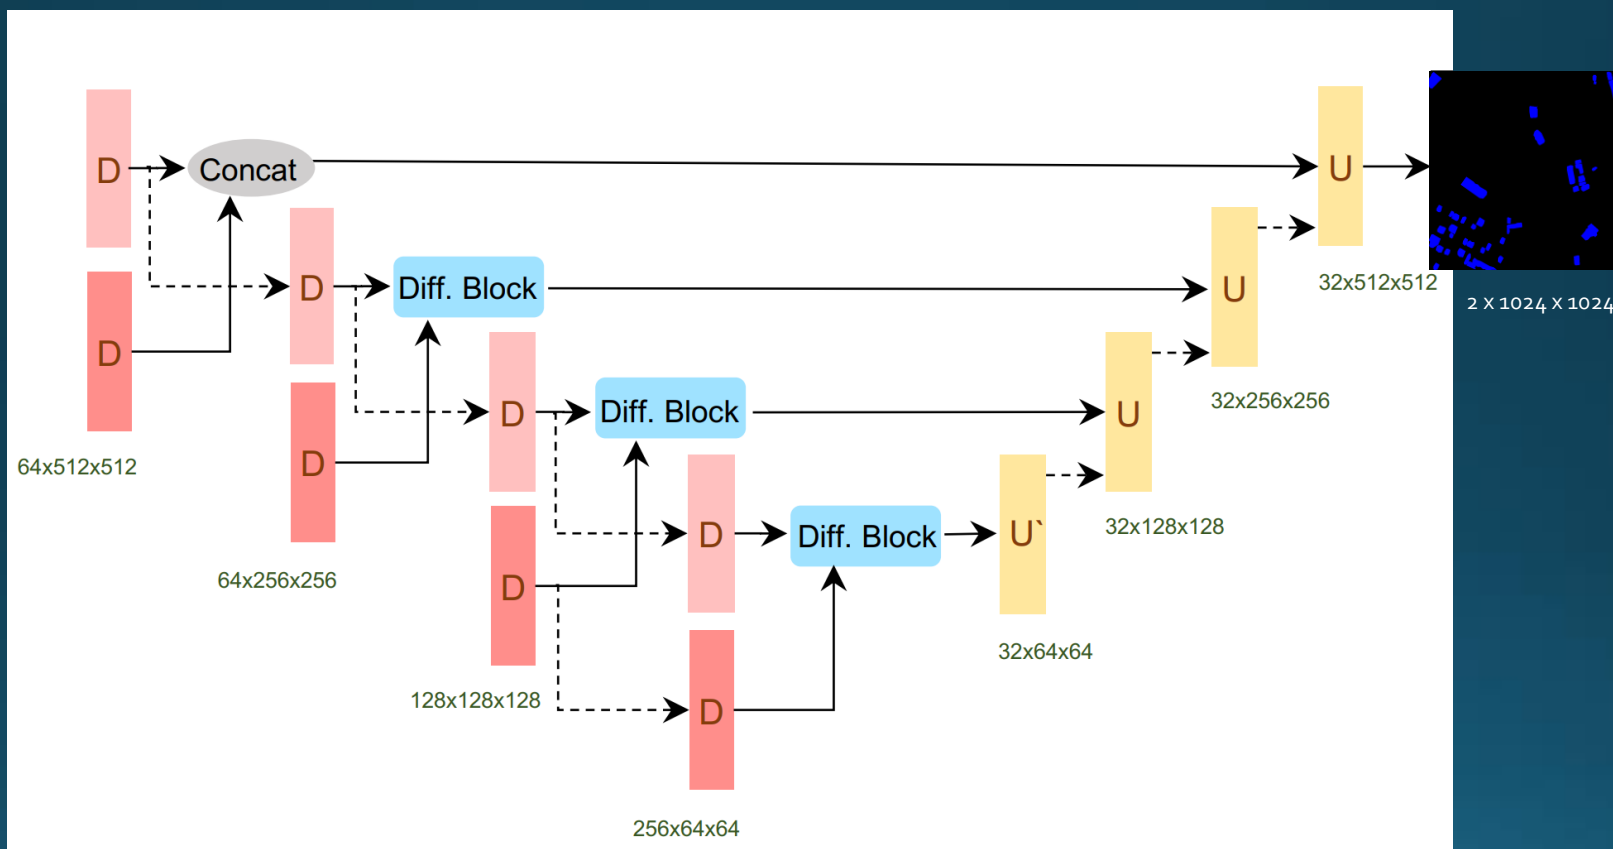 D
Concat
U
D
Diff. Block
U
32x512x512
2 x 1024 x 1024
D
D
Diff. Block
U
32x256x256
64x512x512
D
D
Diff. Block
U`
32x128x128
64x256x256
D
32x64x64
128x128x128
D
256x64x64